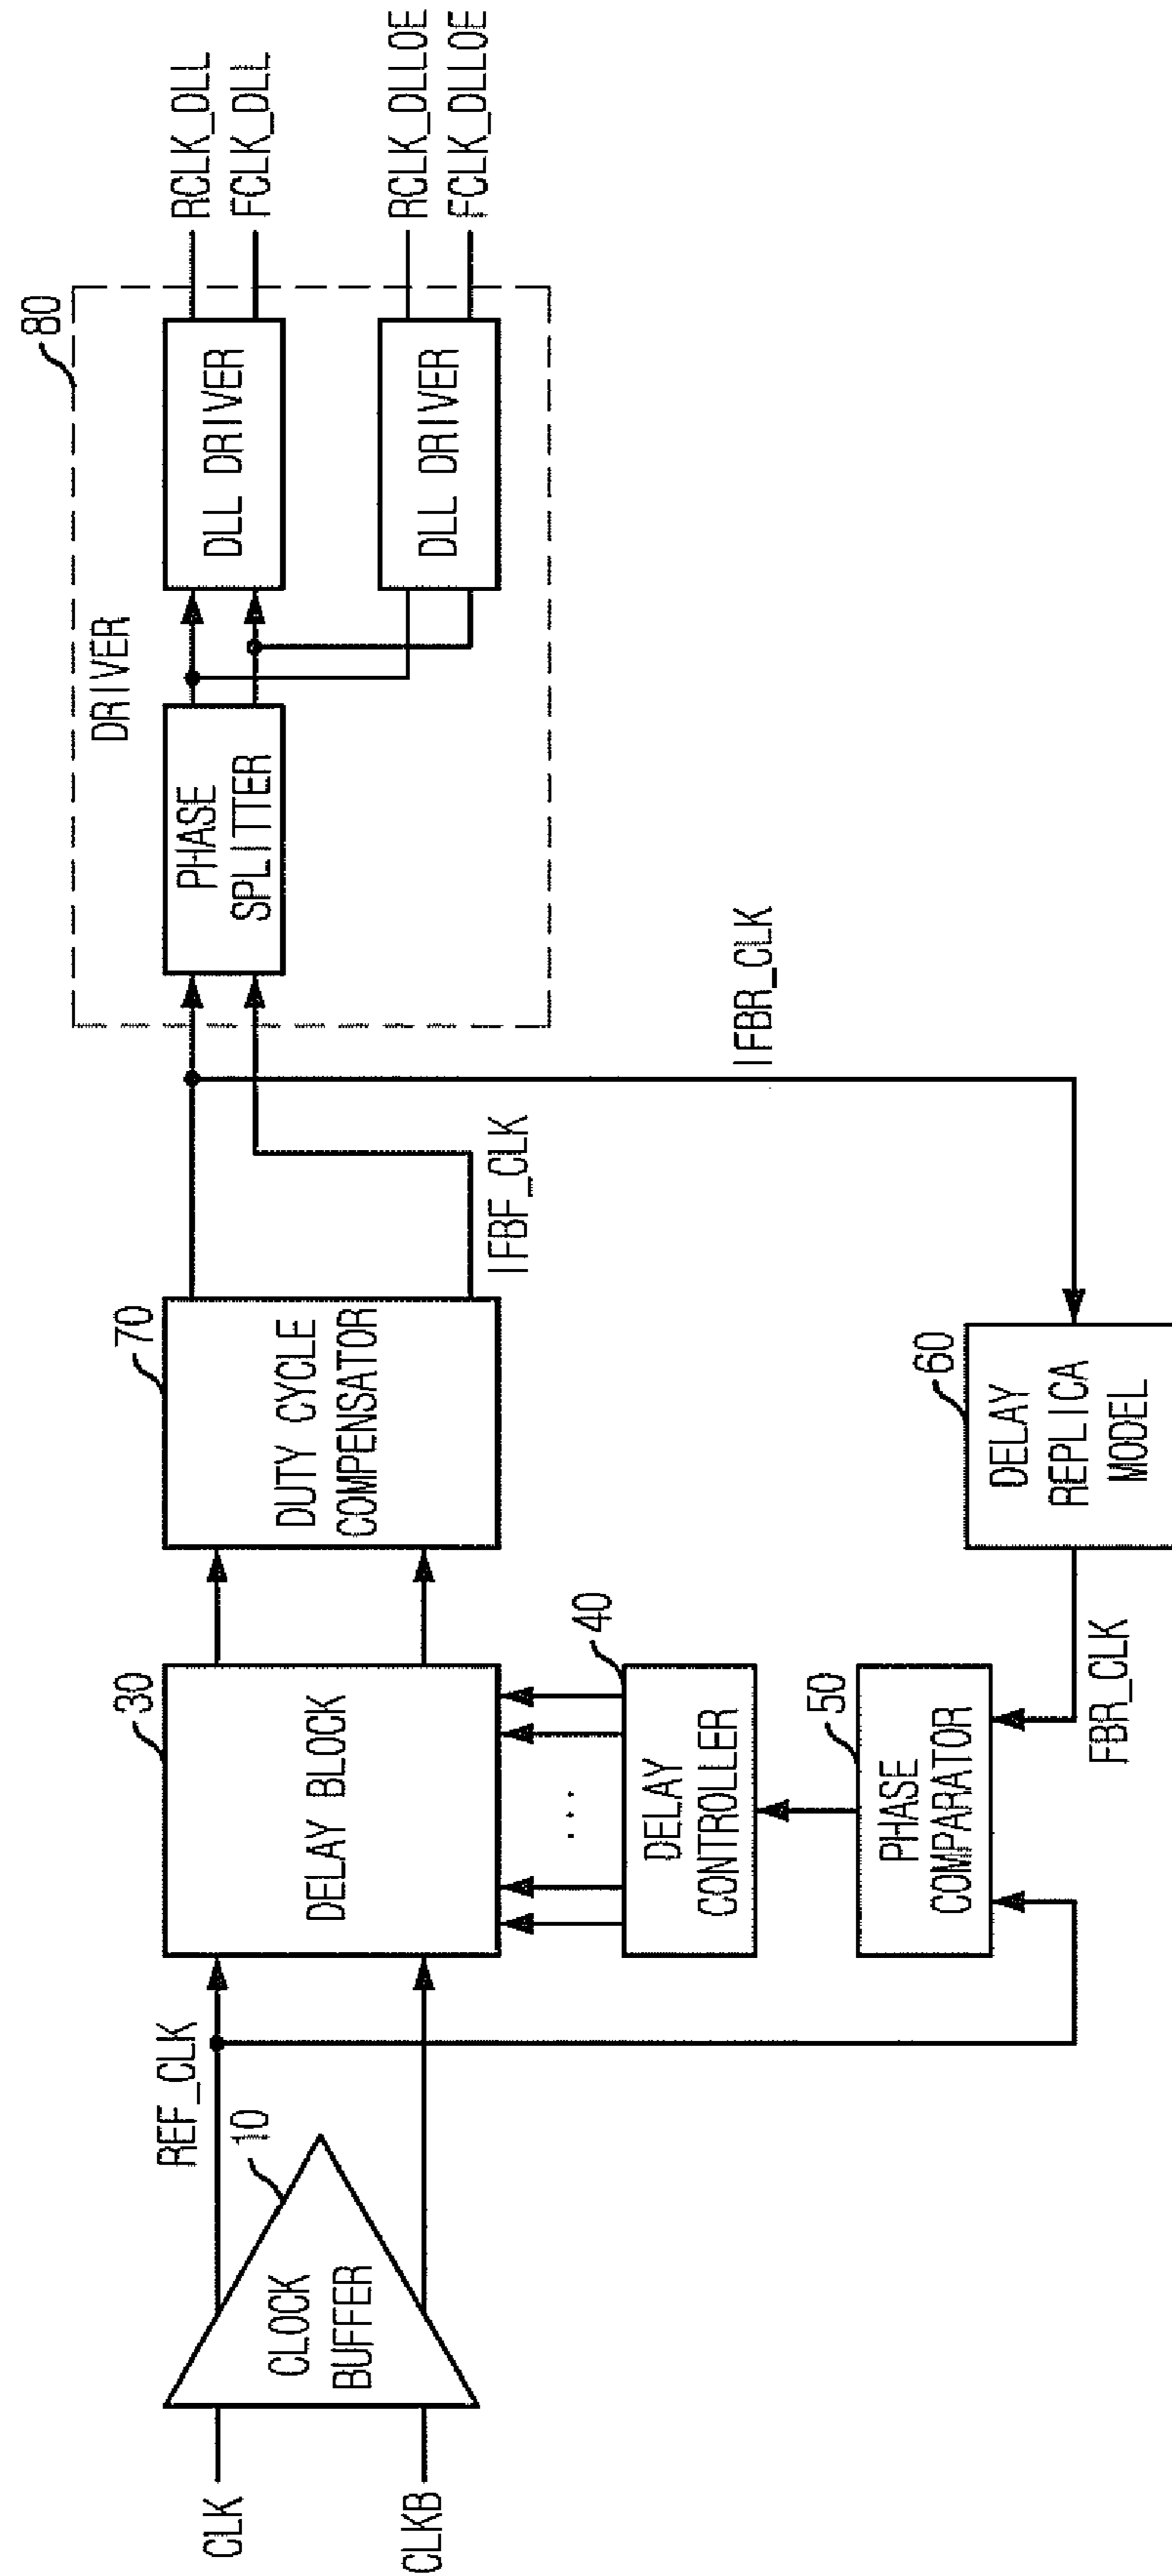 CLK
CLKB
CLOCK
BUFFER
10
REF_CLK
30
DELAY BLOCK
40
DELAY
CONTROLLER
...
50
PHASE
COMPARATOR
FBR_CLK
60
DELAY
REPLICA
MODEL
70
DUTY CYCLE
COMPENSATOR
IFBF_CLK
IFBR_CLK
80
DRIVER
PHASE
SPLITTER
DLL DRIVER
DLL DRIVER
RCLK_DLL
FCLK_DLL
RCLK_DLLOE
FCLK_DLLOE